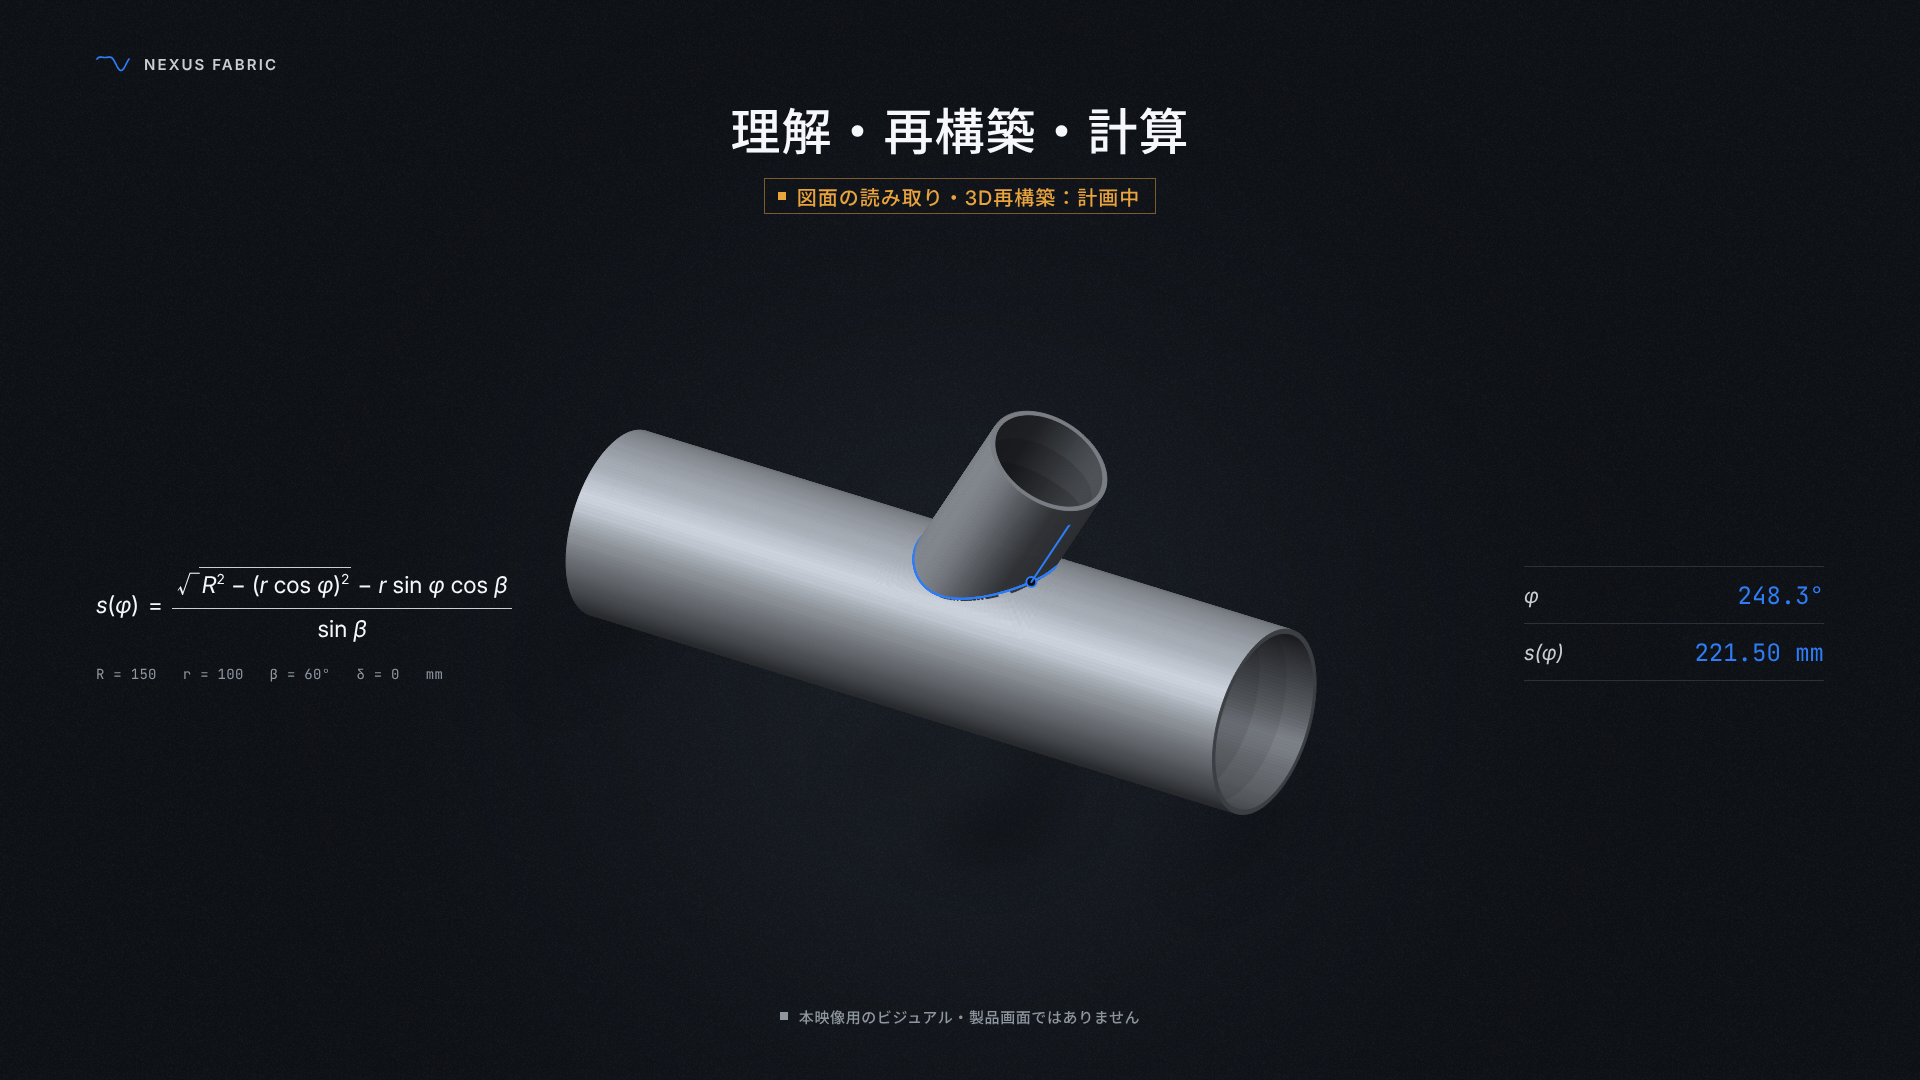 NEXUS FABRIC
理解・再構築・計算
■ 図面の読み取り・3D再構築：計画中
s(φ) = (√(R² − (r cos φ)²) − r sin φ cos β) / sin β
R = 150 r = 100 β = 60° δ = 0 mm
φ 248.3°
s(φ) 221.50 mm
■ 本映像用のビジュアル・製品画面ではありません